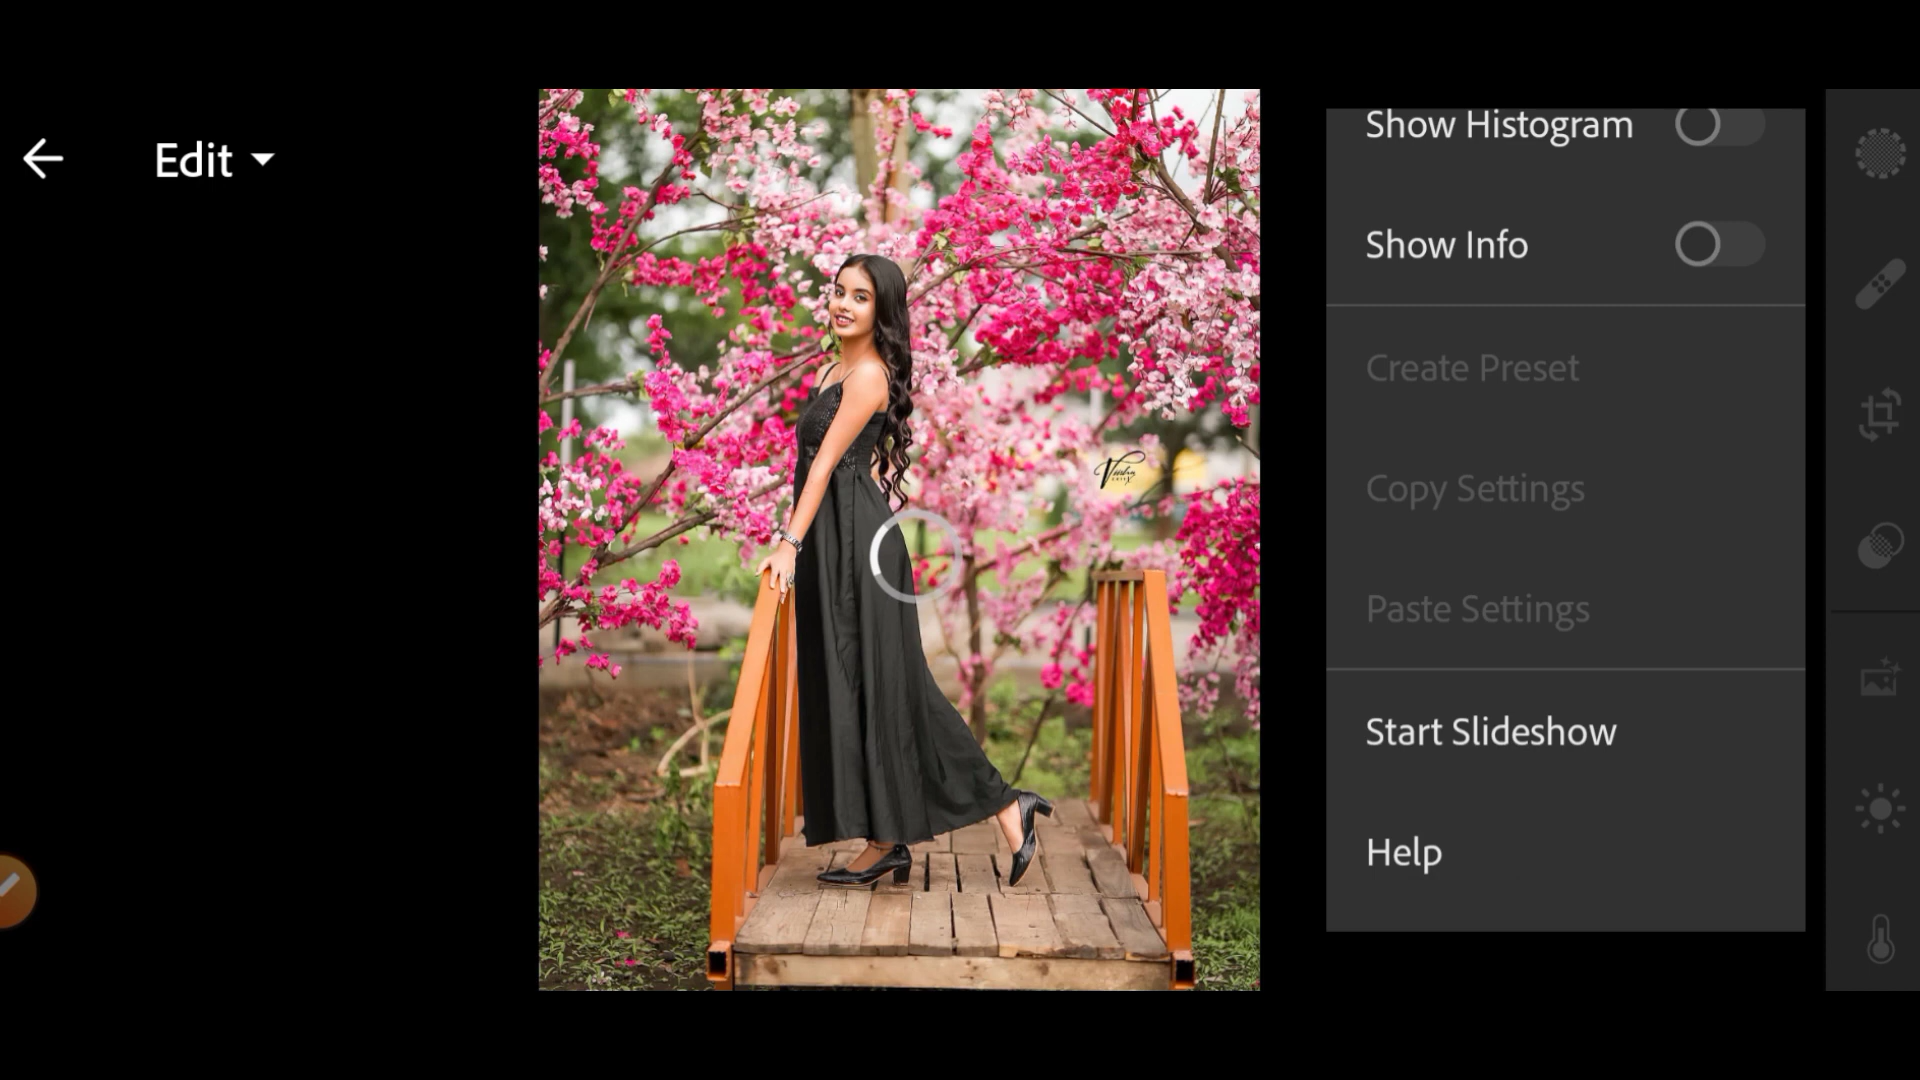 Edit
Show Histogram
Show Info
Create Preset
Copy Settings
Paste Settings
Start Slideshow
Help